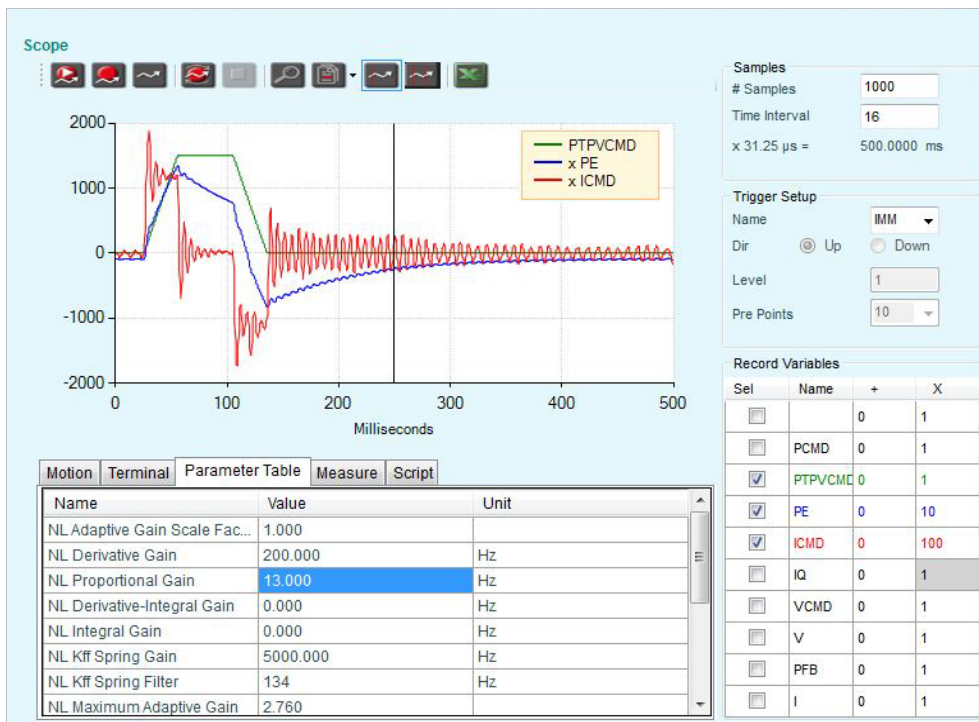 Scope
2000
1000
0
-1000
-2000
0 100 200 300 400 500
Milliseconds
PTPVCMD
x PE
x ICMD
Samples
# Samples 1000
Time Interval 16
x 31.25 µs = 500.0000 ms
Trigger Setup
Name IMM
Dir Up Down
Level 1
Pre Points 10
Record Variables
Sel Name + X
0 1
PCMD 0 1
PTPVCMD 0 1
PE 0 10
ICMD 0 100
IQ 0 1
VCMD 0 1
V 0 1
PFB 0 1
I 0 1
Motion Terminal Parameter Table Measure Script
Name Value Unit
NL Adaptive Gain Scale Fac... 1.000
NL Derivative Gain 200.000 Hz
NL Proportional Gain 13.000 Hz
NL Derivative-Integral Gain 0.000 Hz
NL Integral Gain 0.000 Hz
NL Kff Spring Gain 5000.000 Hz
NL Kff Spring Filter 134 Hz
NL Maximum Adaptive Gain 2.760